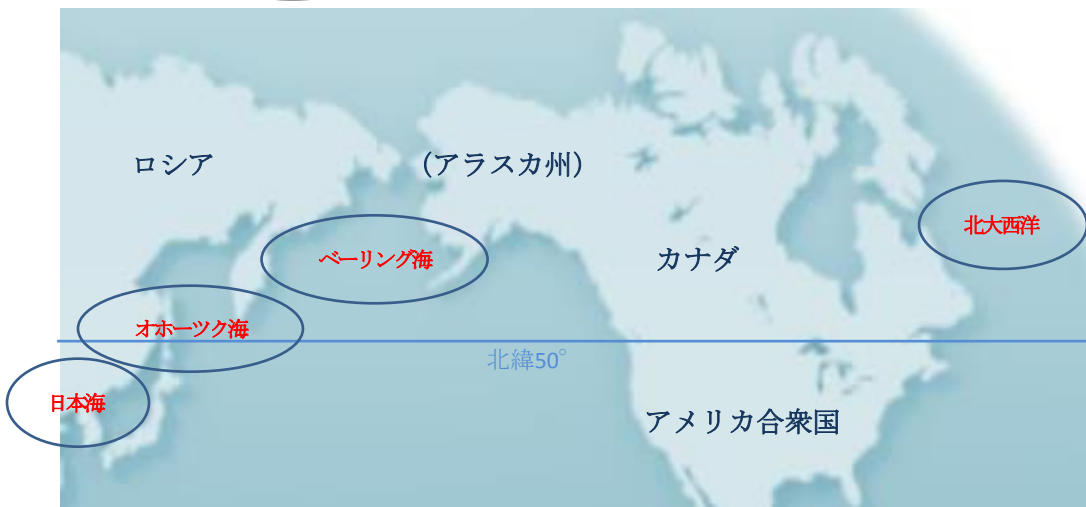 ロシア
（アラスカ州）
北大西洋
ベーリング海
カナダ
オホーツク海
北緯50°
日本海
アメリカ合衆国